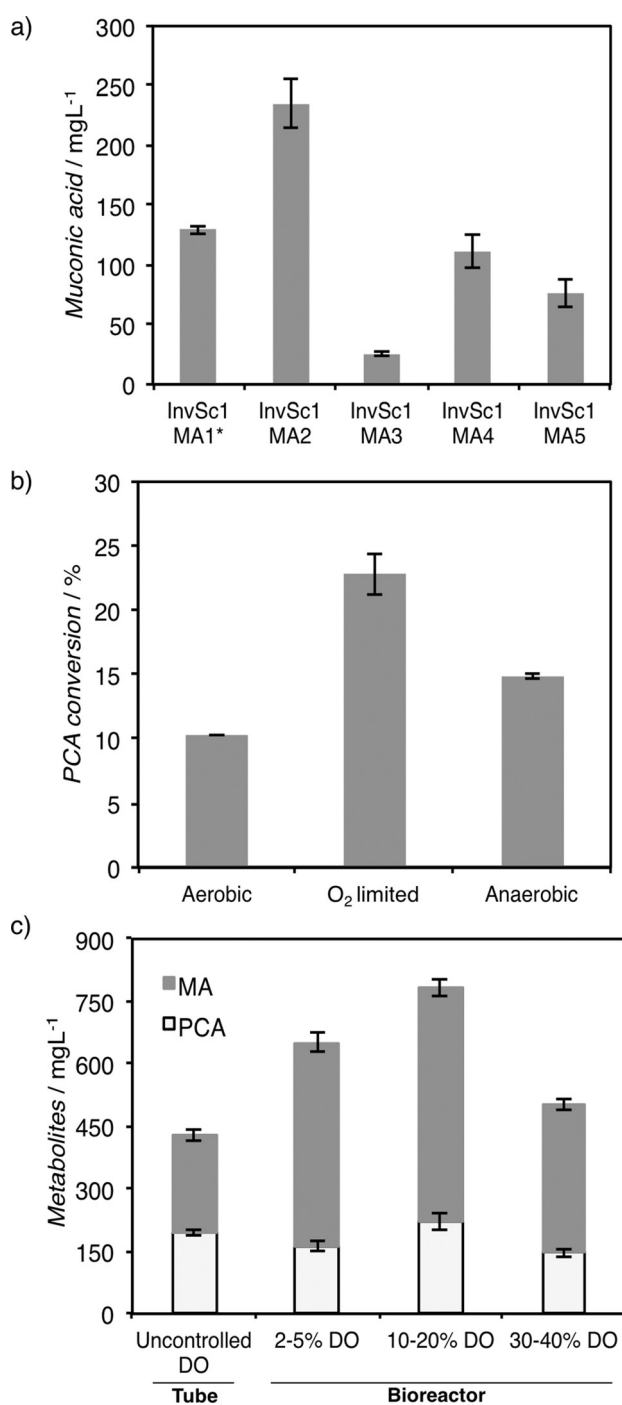 a)
300
250
200
150
100
50
0
Muconic acid / mgL⁻¹
InvSc1 InvSc1 InvSc1 InvSc1 InvSc1
MA1* MA2 MA3 MA4 MA5
b)
30
25
20
15
10
5
0
PCA conversion / %
Aerobic O₂ limited Anaerobic
c)
900
750
600
450
300
150
0
Metabolites / mgL⁻¹
MA
PCA
Uncontrolled 2-5% DO 10-20% DO 30-40% DO
DO
Tube Bioreactor